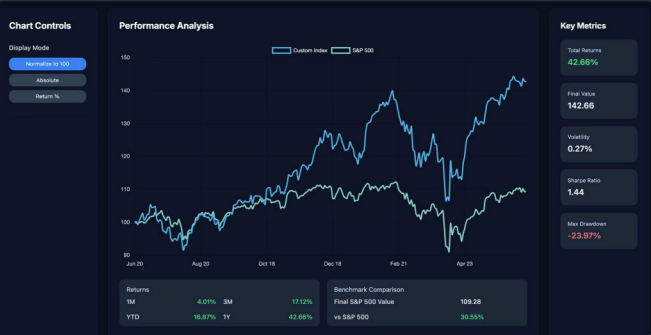 Chart Controls
Display Mode
Normalize to 100
Absolute
Return %
Performance Analysis
Custom Index S&P 500
150
140
130
120
110
100
90
Jun 20 Aug 20 Oct 18 Dec 18 Feb 21 Apr 23
Returns
1M 4.01% 3M 17.12%
YTD 16.87% 1Y 42.66%
Benchmark Comparison
Final S&P 500 Value 109.28
vs S&P 500 30.55%
Key Metrics
Total Returns
42.66%
Final Value
142.66
Volatility
0.27%
Sharpe Ratio
1.44
Max Drawdown
-23.97%